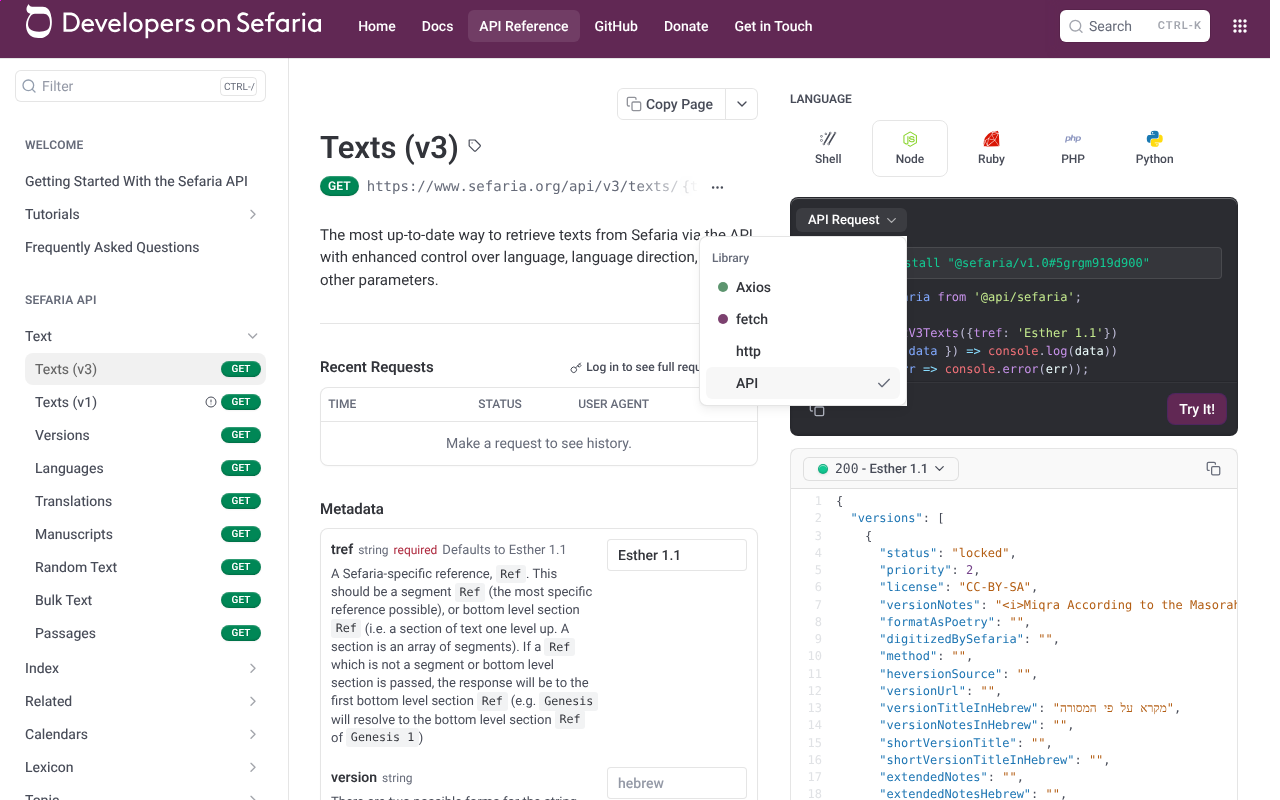 Developers on Sefaria
Home Docs API Reference GitHub Donate Get in Touch
Search CTRL-K
Filter CTRL-/
WELCOME
Getting Started With the Sefaria API
Tutorials
Frequently Asked Questions
SEFARIA API
Text
Texts (v3) GET
Texts (v1) GET
Versions GET
Languages GET
Translations GET
Manuscripts GET
Random Text GET
Bulk Text GET
Passages GET
Index
Related
Calendars
Lexicon
Topic
Copy Page
Texts (v3)
GET https://www.sefaria.org/api/v3/texts/{t
The most up-to-date way to retrieve texts from Sefaria via the API
with enhanced control over language, language direction,
other parameters.
Recent Requests
Log in to see full requ
TIME STATUS USER AGENT
Make a request to see history.
Metadata
tref string required Defaults to Esther 1.1
Esther 1.1
A Sefaria-specific reference, Ref. This
should be a segment Ref (the most specific
reference possible), or bottom level section
Ref (i.e. a section of text one level up. A
section is an array of segments). If a Ref
which is not a segment or bottom level
section is passed, the response will be to the
first bottom level section Ref (e.g. Genesis
will resolve to the bottom level section Ref
of Genesis 1)
version string
hebrew
There are two possible forms for the string
LANGUAGE
Shell Node Ruby PHP Python
php
API Request
Library
Axios
fetch
http
API
stall "@sefaria/v1.0#5grgm919d900"
aria from '@api/sefaria';
V3Texts({tref: 'Esther 1.1'})
data }) => console.log(data))
rr => console.error(err));
Try It!
200 - Esther 1.1
1 {
2 "versions": [
3 {
4 "status": "locked",
5 "priority": 2,
6 "license": "CC-BY-SA",
7 "versionNotes": "<i>Miqra According to the Masorah
8 "formatAsPoetry": "",
9 "digitizedBySefaria": "",
10 "method": "",
11 "heversionSource": "",
12 "versionUrl": "",
13 "versionTitleInHebrew": "מקרא על פי המסורה",
14 "versionNotesInHebrew": "",
15 "shortVersionTitle": "",
16 "shortVersionTitleInHebrew": "",
17 "extendedNotes": "",
18 "extendedNotesHebrew": "",